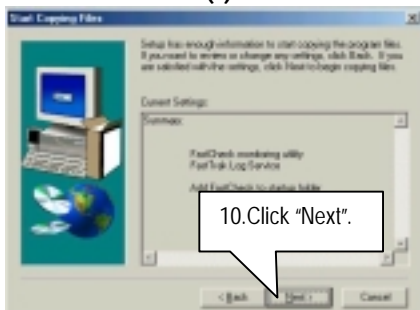 Start Copying Files
Setup has enough information to start copying the program files.
If you want to review or change any settings, click Back. If you
are satisfied with the settings, click Next to begin copying files.
Current Settings:
Summary:
FastCheck monitoring utility
FastTrak Log Service
Add FastCheck to startup folder
10.Click “Next”.
< Back
Next >
Cancel